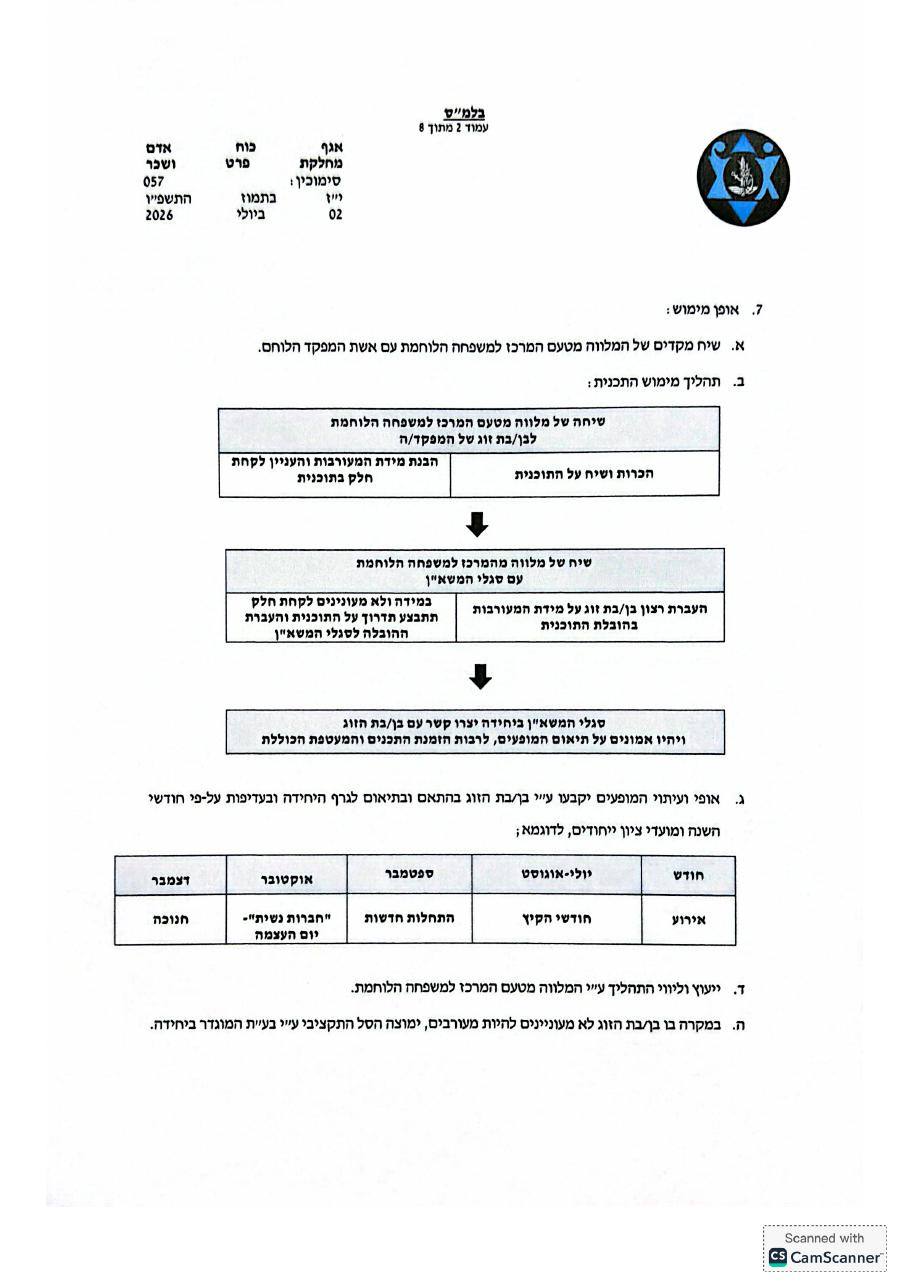 בלמ"ס
עמוד 2 מתוך 8
אגף כוח אדם
מחלקת פרט ושכר
סימוכין: 057
י"ז בתמוז התשפ"ו
02 ביולי 2026
7. אופן מימוש:
א. שיח מקדים של המלווה מטעם המרכז למשפחה הלוחמת עם אשת המפקד הלוחם.
ב. תהליך מימוש התכנית:
שיחה של מלווה מטעם המרכז למשפחה הלוחמת
לבן/בת זוג של המפקד/ה
הכרות ושיח על התוכנית
הבנת מידת המעורבות והעניין לקחת
חלק בתוכנית
שיח של מלווה מהמרכז למשפחה הלוחמת
עם סגלי המשא"ן
העברת רצון בן/בת זוג על מידת המעורבות
בהובלת התוכנית
במידה ולא מעונינים לקחת חלק
תתבצע תדרוך על התוכנית והעברת
ההובלה לסגלי המשא"ן
סגלי המשא"ן ביחידה יצרו קשר עם בן/בת הזוג
ויהיו אמונים על תיאום המופעים, לרבות הזמנת התכנים והמעטפת הכוללת
ג. אופי ועיתוי המופעים יקבעו ע"י בן/בת הזוג בהתאם ובתיאום לגרף היחידה ובעדיפות על-פי חודשי
השנה ומועדי ציון ייחודים, לדוגמא;
חודש יולי-אוגוסט ספטמבר אוקטובר דצמבר
אירוע חודשי הקיץ התחלות חדשות "חברות נשית"- חנוכה
יום העצמה
ד. ייעוץ וליווי התהליך ע"י המלווה מטעם המרכז למשפחה הלוחמת.
ה. במקרה בו בן/בת הזוג לא מעוניינים להיות מעורבים, ימוצה הסל התקציבי ע"י בע"ת המוגדר ביחידה.
Scanned with
CS CamScanner